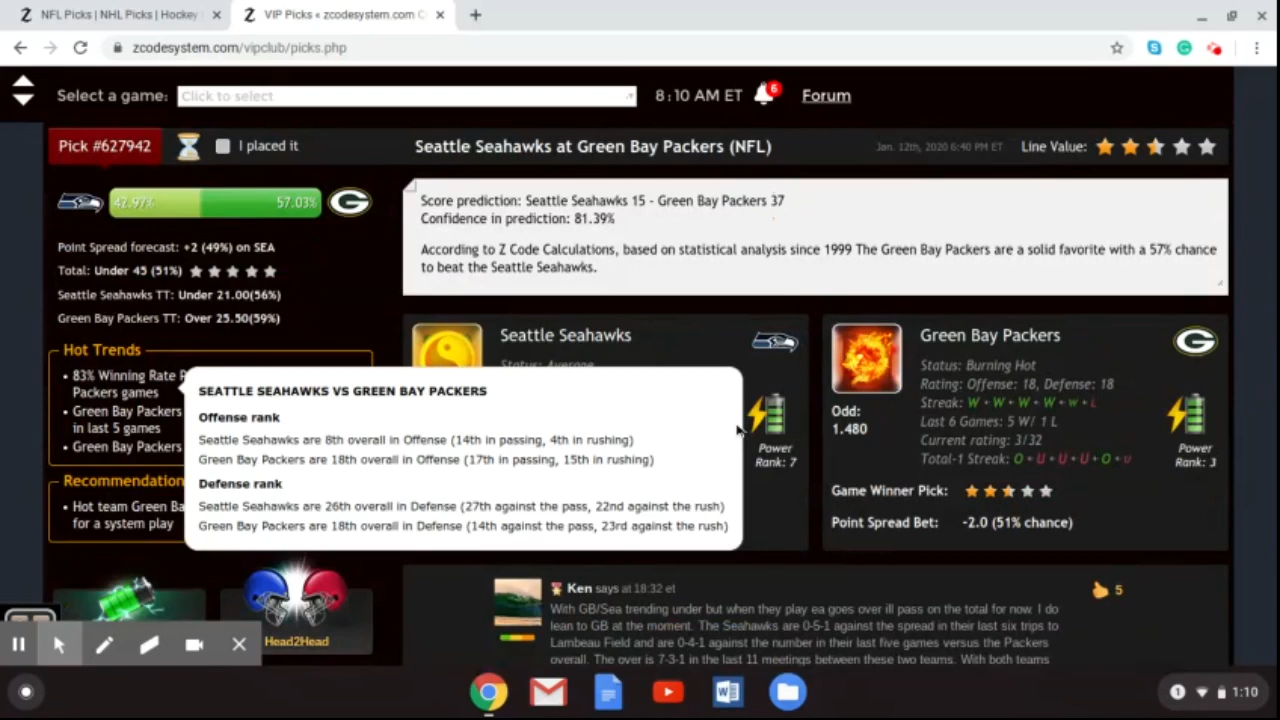 NFL Picks | NHL Picks | Hockey
VIP Picks « zcodesystem.com
zcodesystem.com/vipclub/picks.php
Select a game:
Click to select
8:10 AM ET
6
Forum
Pick #627942
I placed it
Seattle Seahawks at Green Bay Packers (NFL)
Jan. 12th, 2020 6:40 PM ET
Line Value:
42.97%
57.03%
G
Point Spread forecast: +2 (49%) on SEA
Total: Under 45 (51%)
Seattle Seahawks TT: Under 21.00(56%)
Green Bay Packers TT: Over 25.50(59%)
Score prediction: Seattle Seahawks 15 - Green Bay Packers 37
Confidence in prediction: 81.39%
According to Z Code Calculations, based on statistical analysis since 1999 The Green Bay Packers are a solid favorite with a 57% chance
to beat the Seattle Seahawks.
Hot Trends
• 83% Winning Rate
Packers games
• Green Bay Packers
in last 5 games
• Green Bay Packers
Recommendation
• Hot team Green Ba
for a system play
Head2Head
SEATTLE SEAHAWKS VS GREEN BAY PACKERS
Offense rank
Seattle Seahawks are 8th overall in Offense (14th in passing, 4th in rushing)
Green Bay Packers are 18th overall in Offense (17th in passing, 15th in rushing)
Defense rank
Seattle Seahawks are 26th overall in Defense (27th against the pass, 22nd against the rush)
Green Bay Packers are 18th overall in Defense (14th against the pass, 23rd against the rush)
Seattle Seahawks
Status: Average
Power
Rank: 7
Green Bay Packers
G
Status: Burning Hot
Rating: Offense: 18, Defense: 18
Streak: W • W • W • W • w • L
Last 6 Games: 5 W/ 1 L
Current rating: 3/32
Total-1 Streak: O • U • U • U • O • u
Odd:
1.480
Power
Rank: 3
Game Winner Pick:
Point Spread Bet: -2.0 (51% chance)
Ken says at 18:32 et
5
With GB/Sea trending under but when they play ea goes over ill pass on the total for now. I do
lean to GB at the moment. The Seahawks are 0-5-1 against the spread in their last six trips to
Lambeau Field and are 0-4-1 against the number in their last five games versus the Packers
overall. The over is 7-3-1 in the last 11 meetings between these two teams. With both teams
1
1:10